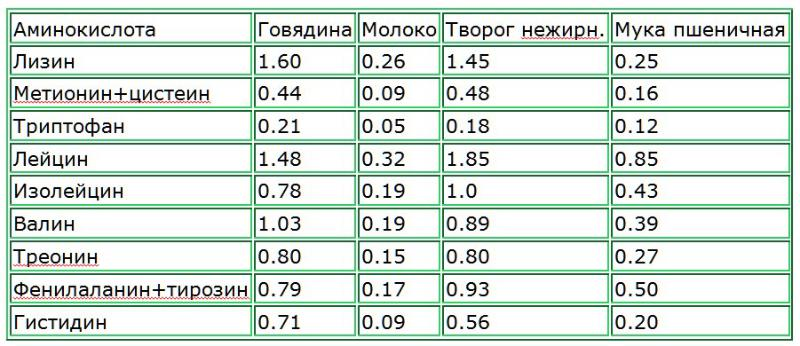 Аминокислота Говядина Молоко Творог нежирн. Мука пшеничная
Лизин 1.60 0.26 1.45 0.25
Метионин+цистеин 0.44 0.09 0.48 0.16
Триптофан 0.21 0.05 0.18 0.12
Лейцин 1.48 0.32 1.85 0.85
Изолейцин 0.78 0.19 1.0 0.43
Валин 1.03 0.19 0.89 0.39
Треонин 0.80 0.15 0.80 0.27
Фенилаланин+тирозин 0.79 0.17 0.93 0.50
Гистидин 0.71 0.09 0.56 0.20